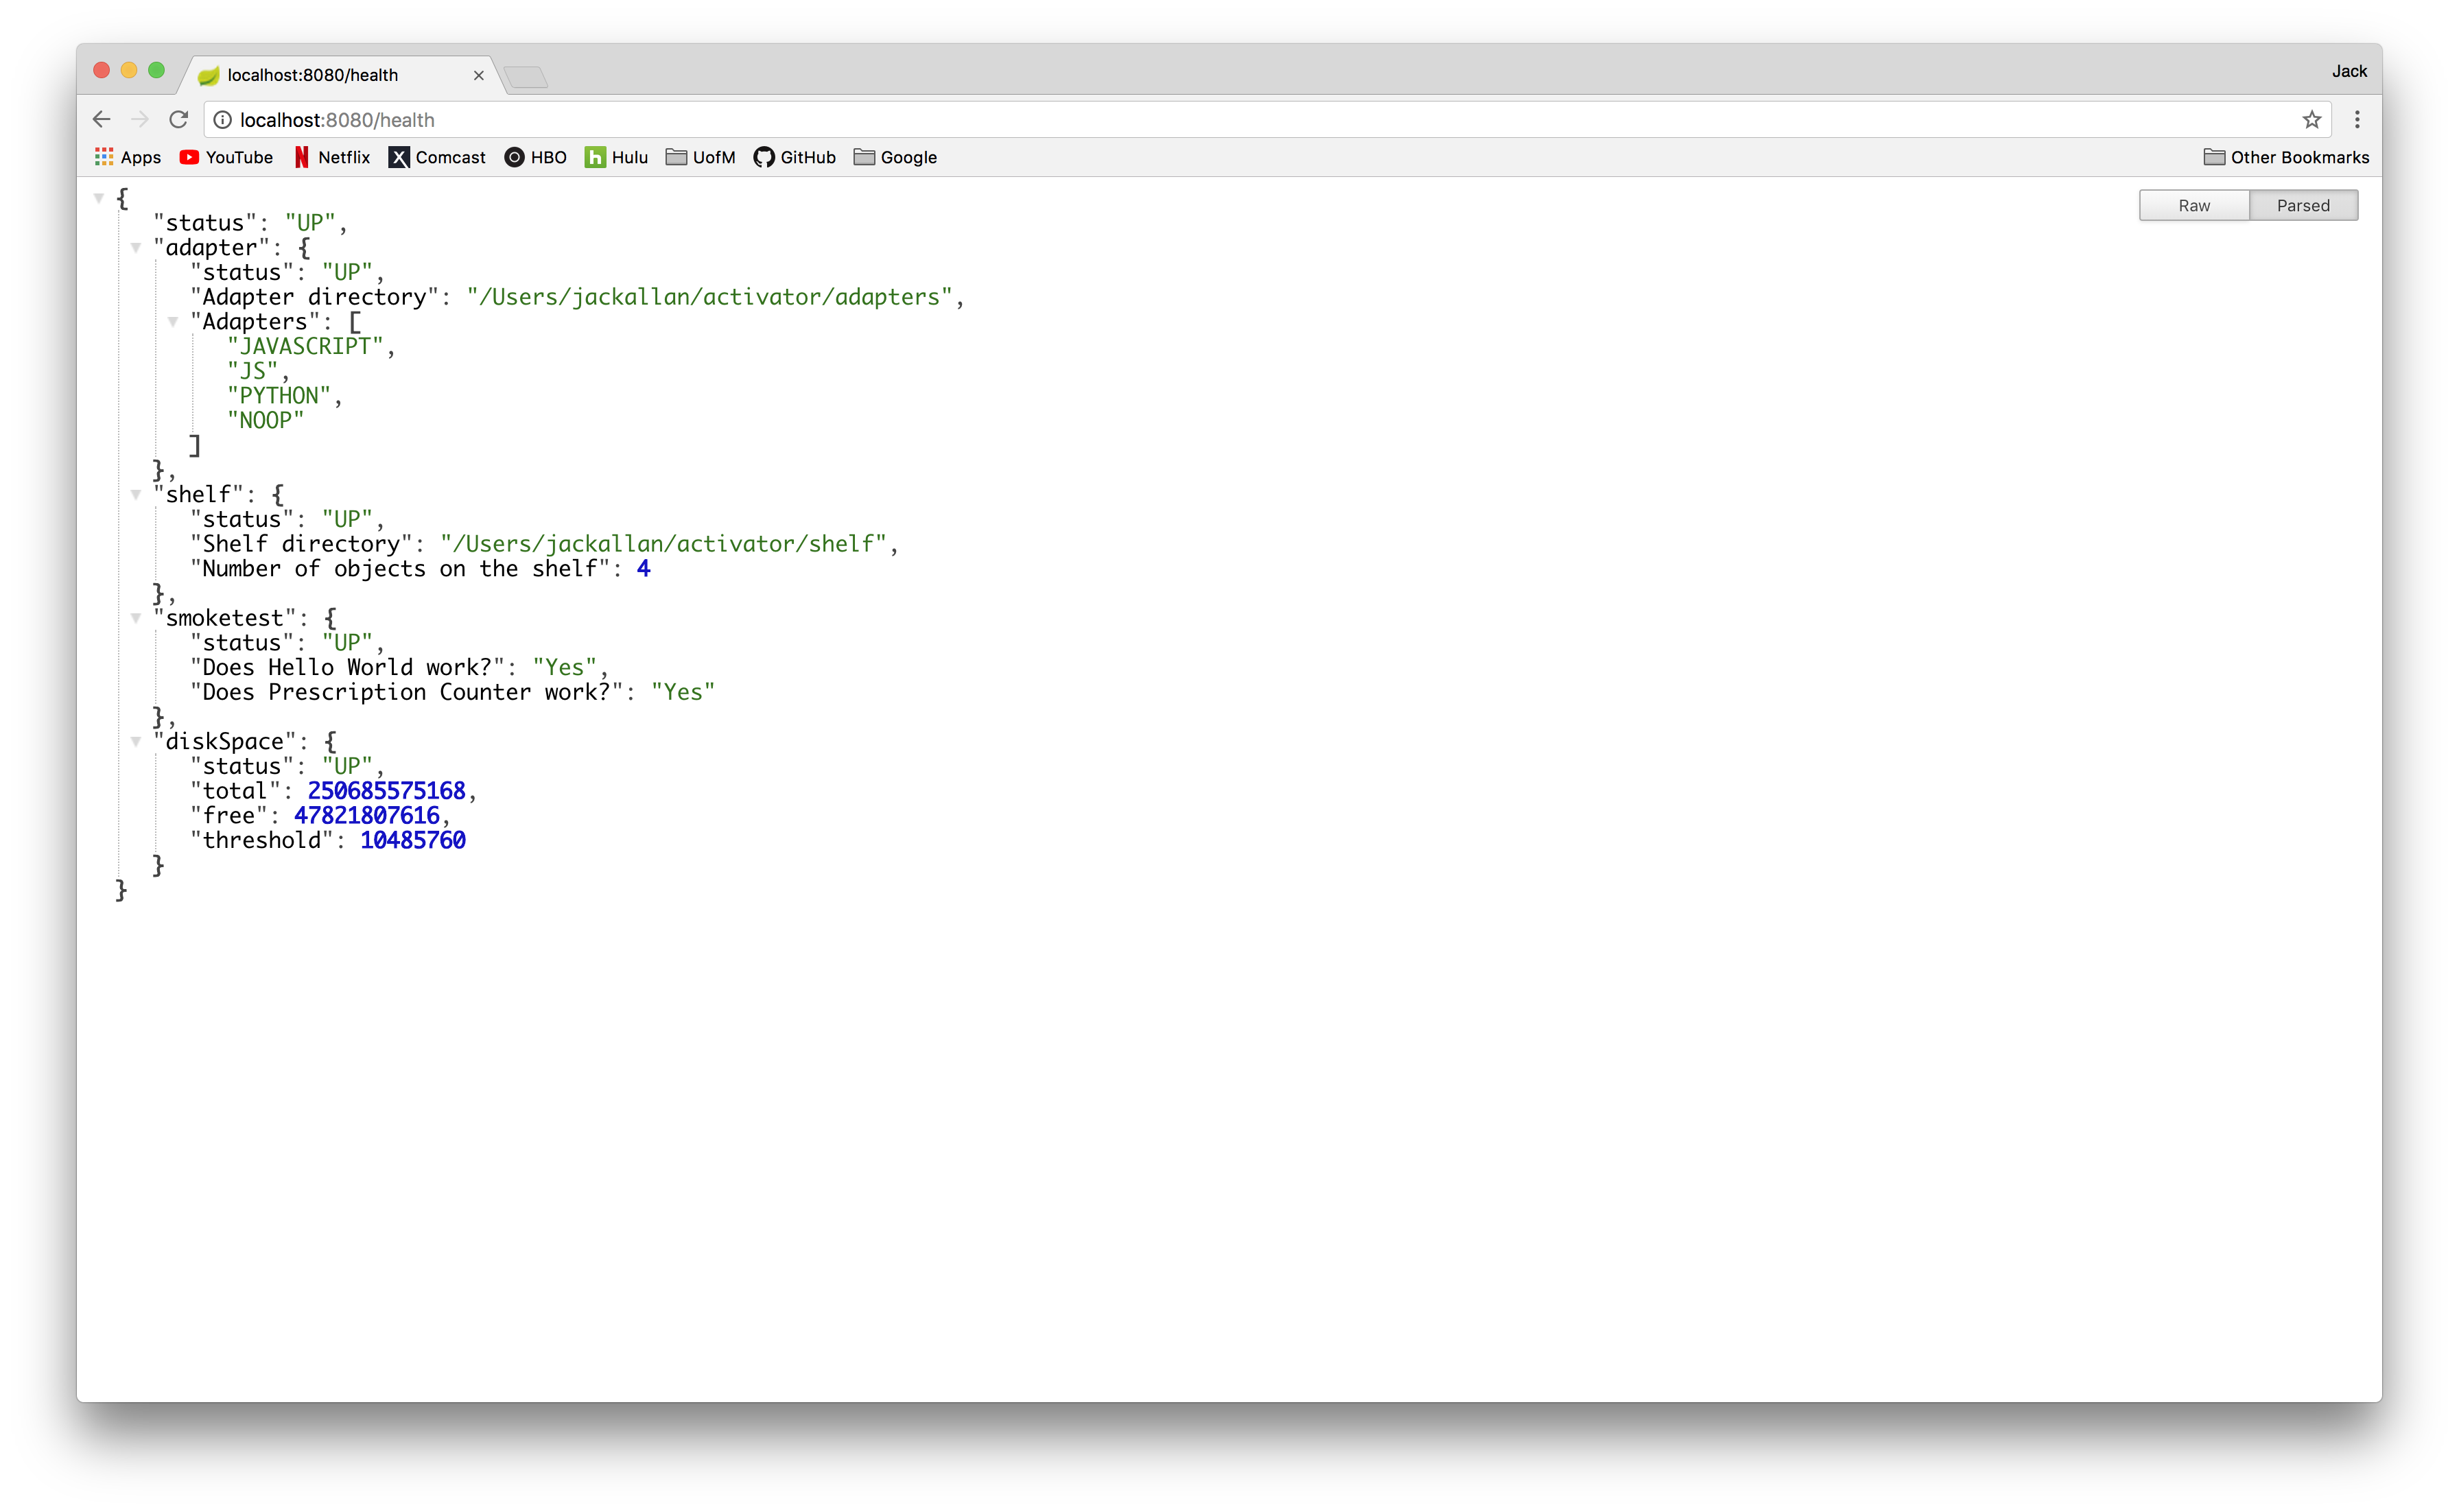 localhost:8080/health
Jack
localhost:8080/health
Apps YouTube Netflix X Comcast HBO h Hulu UofM GitHub Google Other Bookmarks
Raw Parsed
{
"status": "UP",
"adapter": {
"status": "UP",
"Adapter directory": "/Users/jackallan/activator/adapters",
"Adapters": [
"JAVASCRIPT",
"JS",
"PYTHON",
"NOOP"
]
},
"shelf": {
"status": "UP",
"Shelf directory": "/Users/jackallan/activator/shelf",
"Number of objects on the shelf": 4
},
"smoketest": {
"status": "UP",
"Does Hello World work?": "Yes",
"Does Prescription Counter work?": "Yes"
},
"diskSpace": {
"status": "UP",
"total": 250685575168,
"free": 47821807616,
"threshold": 10485760
}
}